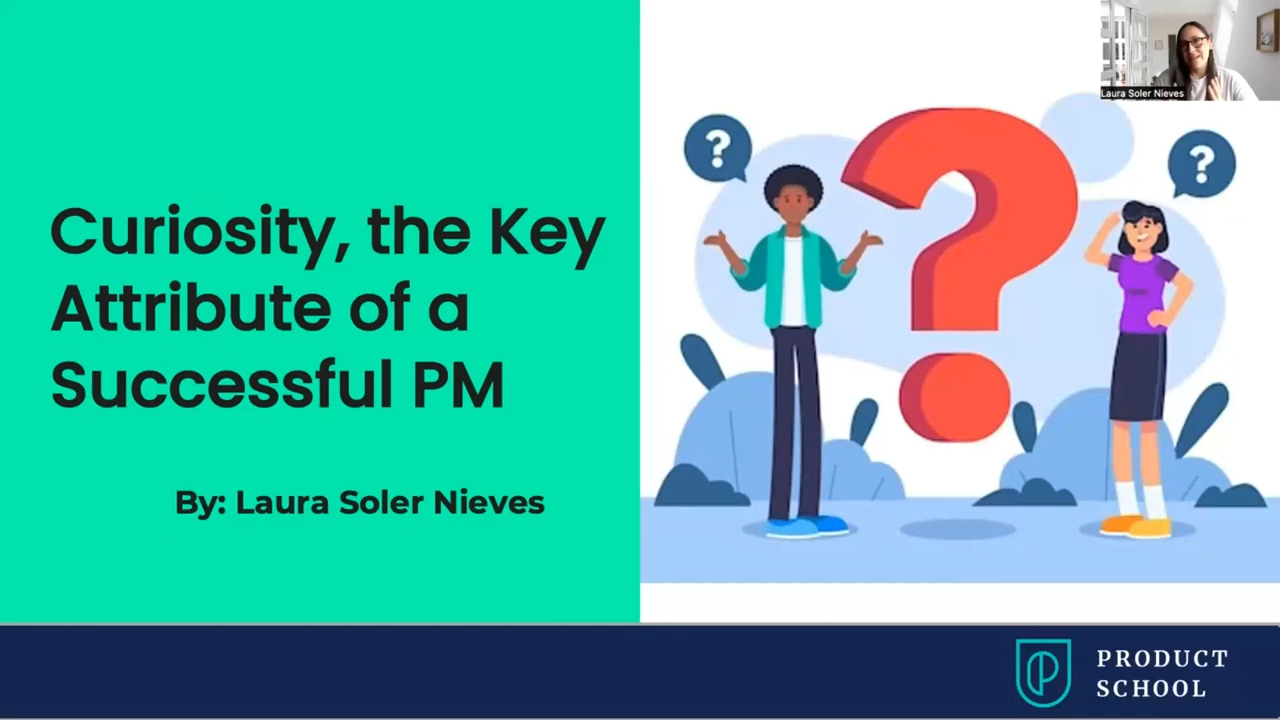 Laura Soler Nieves
?
?
?
Curiosity, the Key
Attribute of a
Successful PM
By: Laura Soler Nieves
PRODUCT
SCHOOL